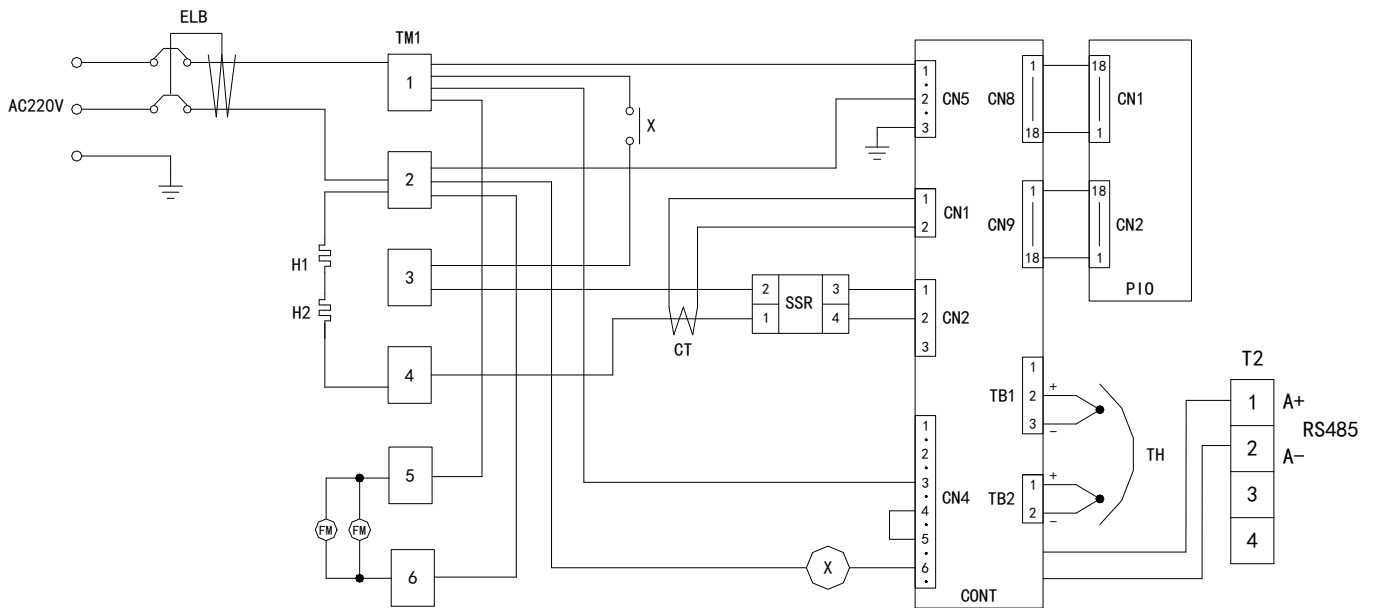 ELB
TM1
AC220V
1
2
3
4
5
6
H1
H2
FM
FM
X
CT
2
1
SSR
3
4
X
1
2
3
CN5
1
2
CN1
1
2
3
CN2
1
2
3
4
5
6
CN4
CONT
CN8
1
18
CN9
1
18
18
1
CN1
18
1
CN2
PIO
TB1
1
2
3
+
−
TB2
1
2
+
−
TH
T2
1
2
3
4
A+
A-
RS485